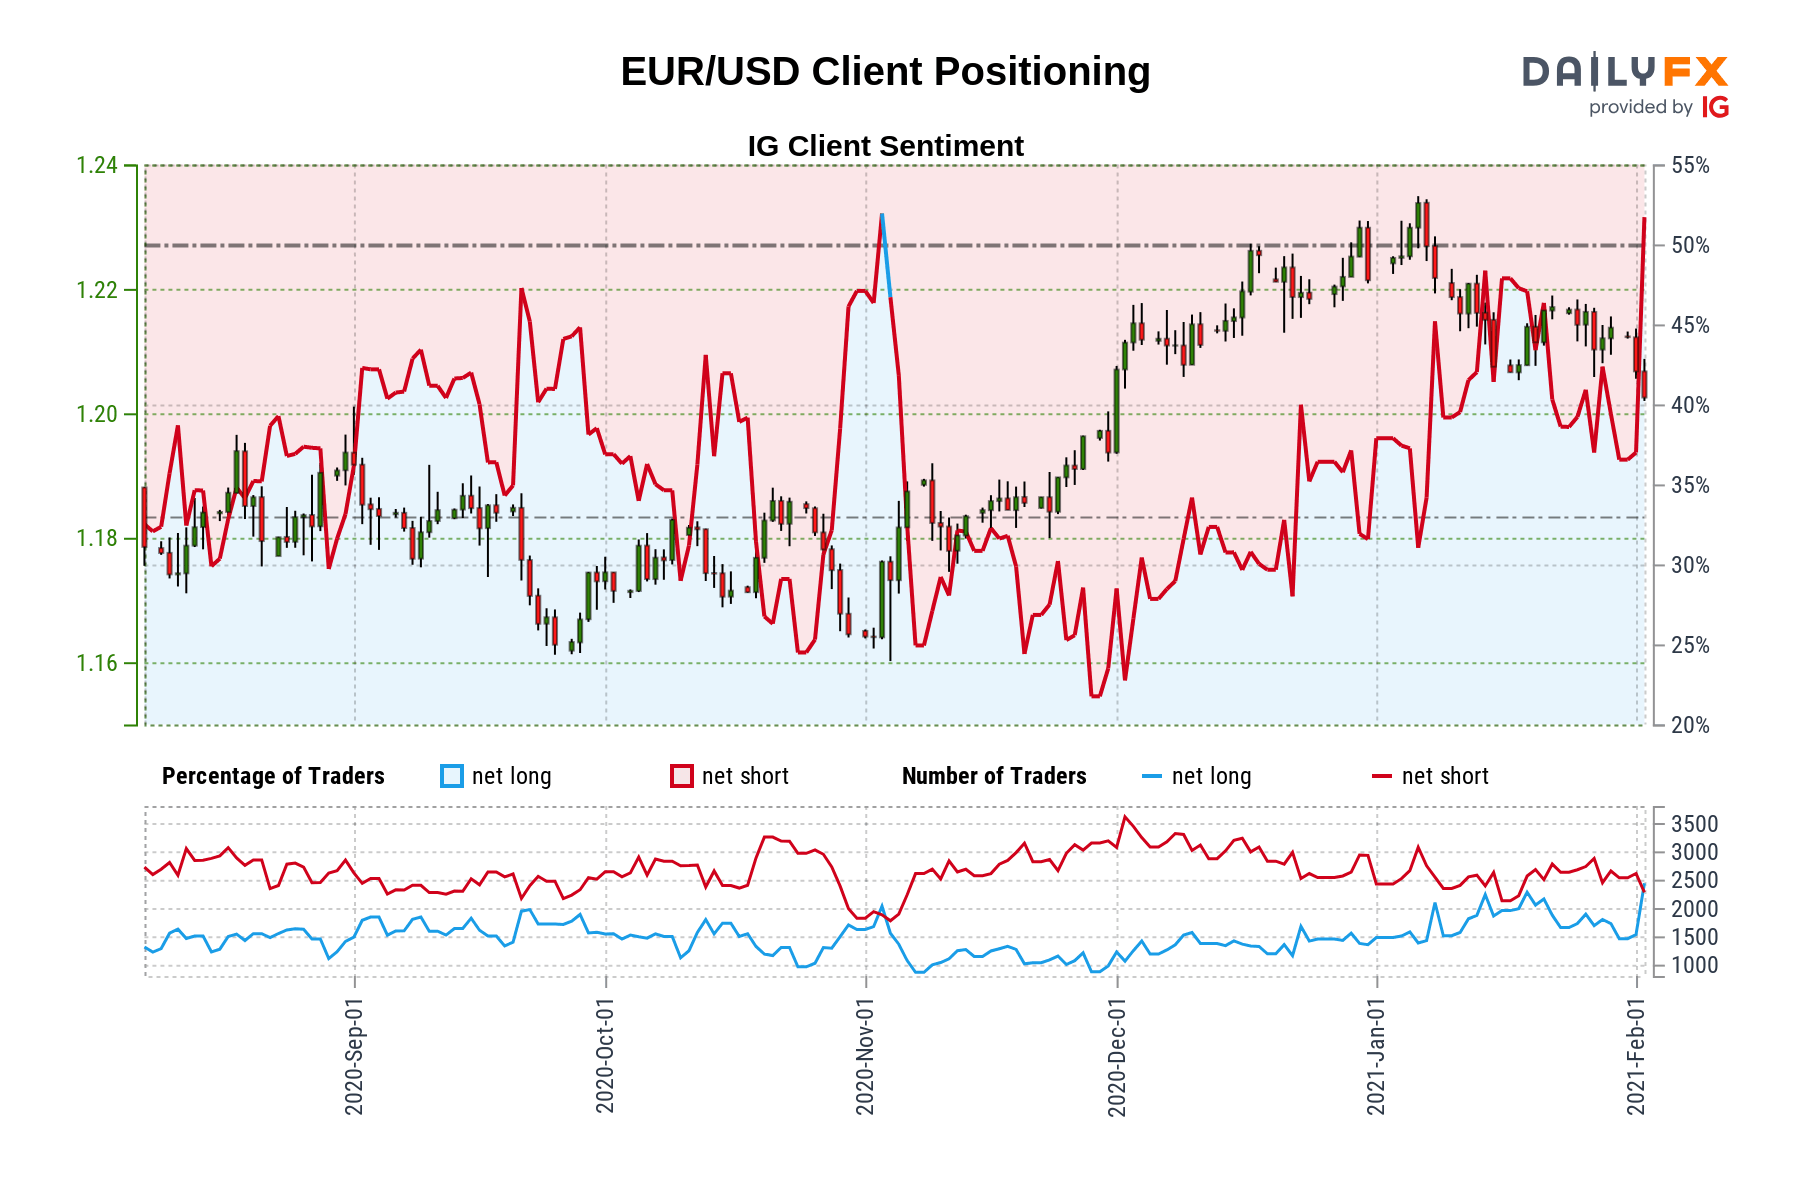 EUR/USD Client Positioning
DAILYFX
provided by IG
IG Client Sentiment
1.24
1.22
1.20
1.18
1.16
55%
50%
45%
40%
35%
30%
25%
20%
Percentage of Traders net long net short Number of Traders net long net short
3500
3000
2500
2000
1500
1000
2020-Sep-01
2020-Oct-01
2020-Nov-01
2020-Dec-01
2021-Jan-01
2021-Feb-01